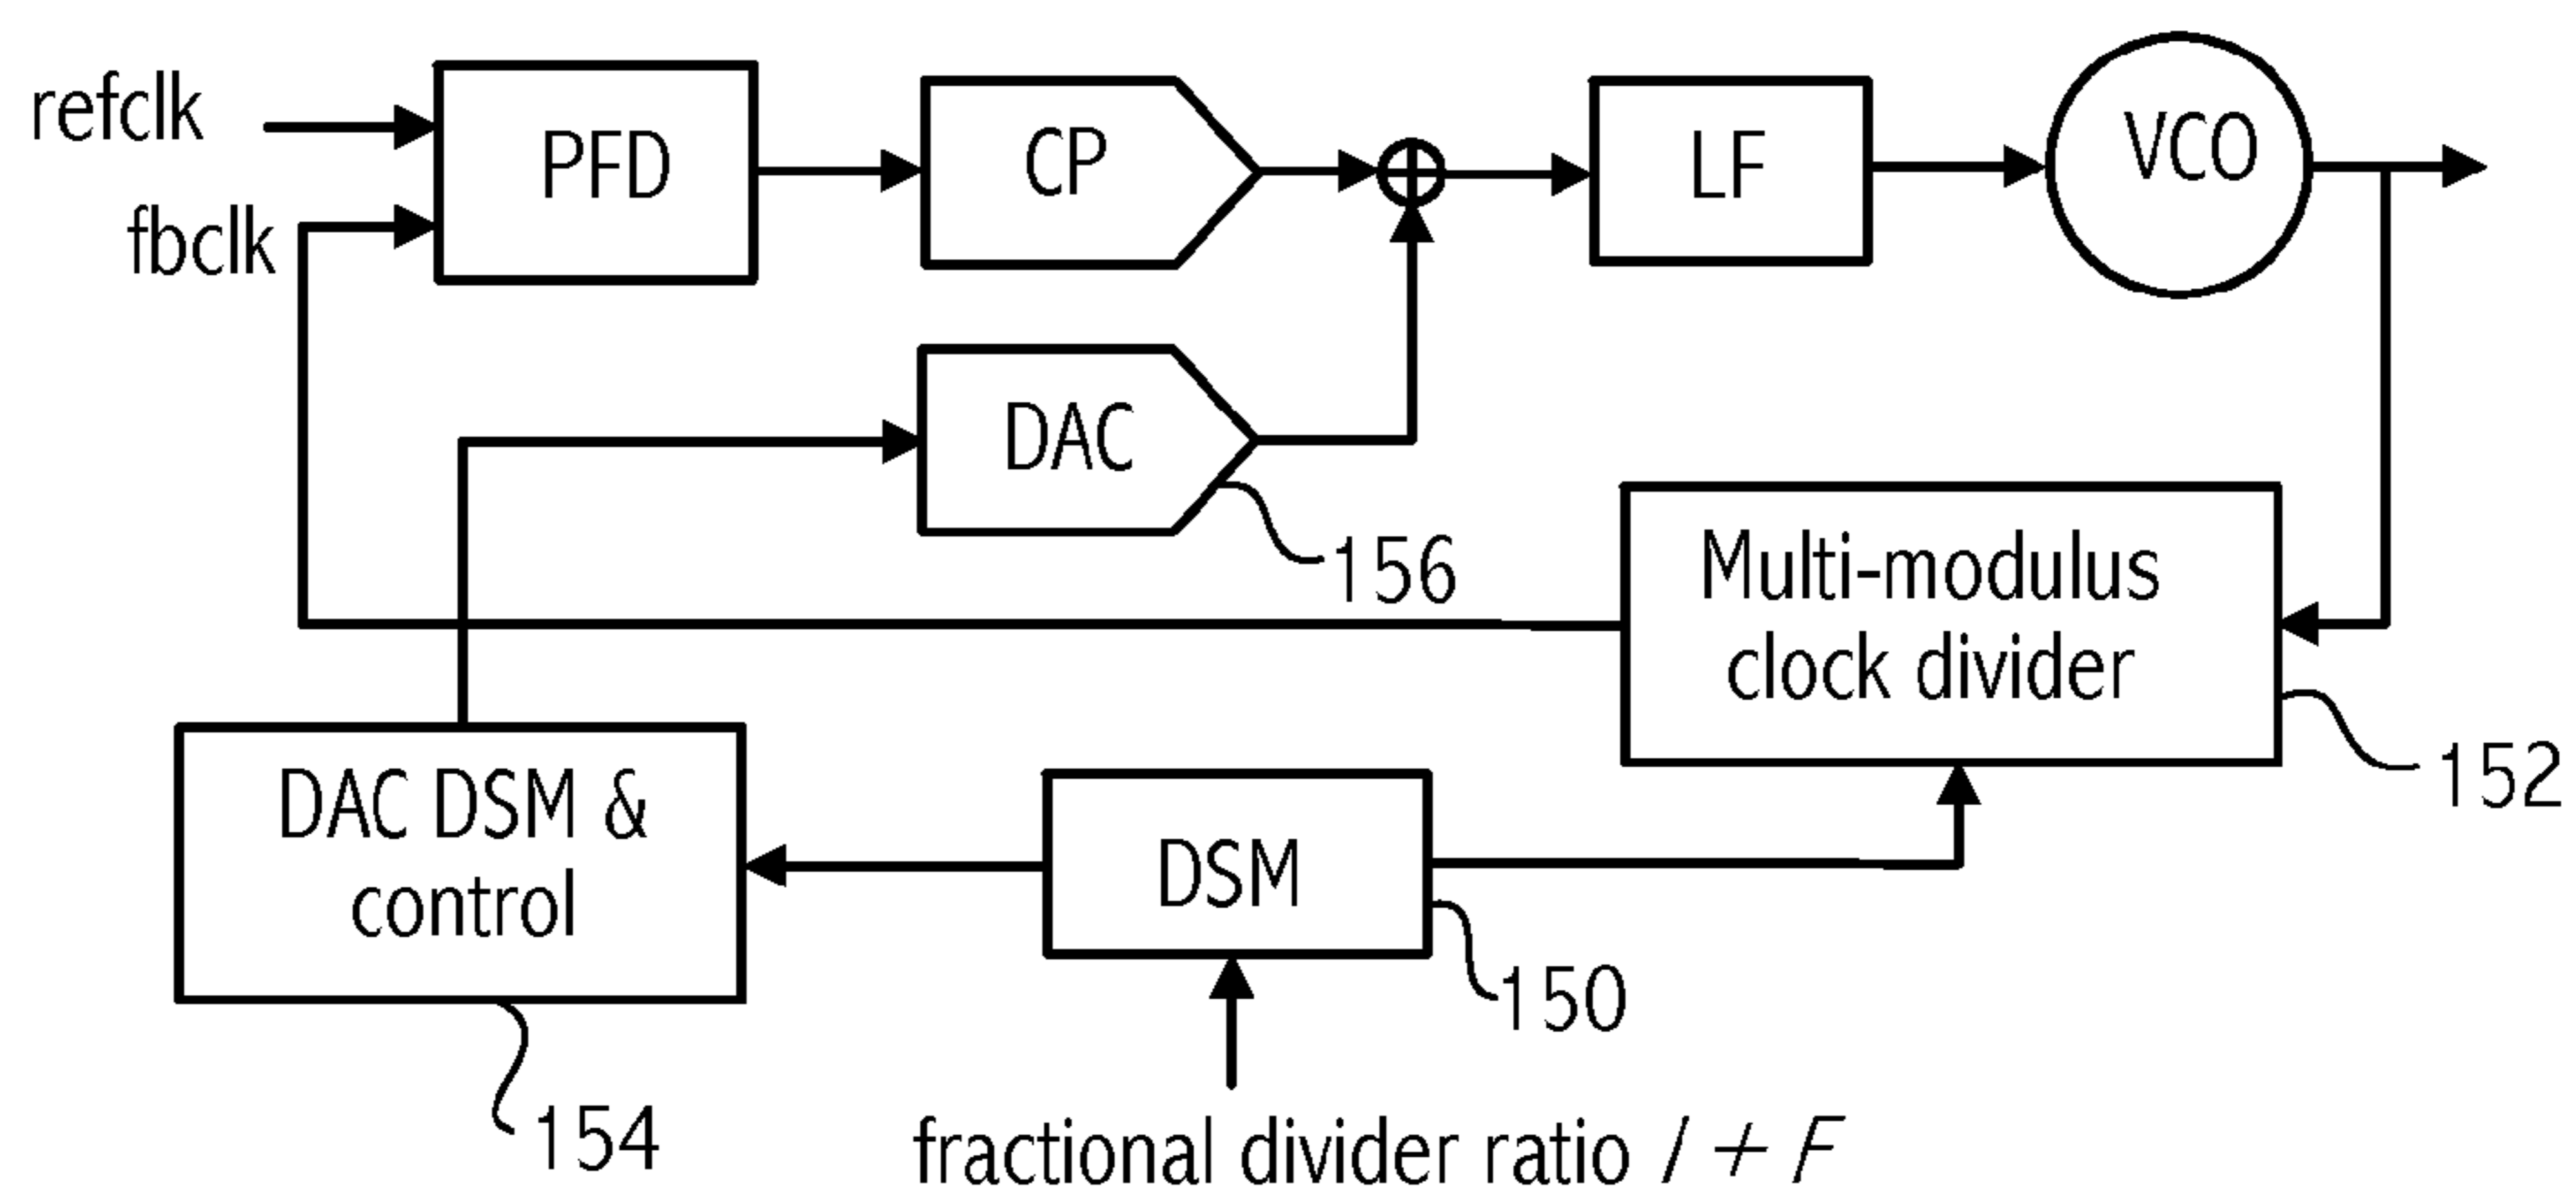 refclk
fbclk
PFD
CP
LF
VCO
DAC
156
Multi-modulus
clock divider
152
DAC DSM &
control
154
DSM
150
fractional divider ratio I + F